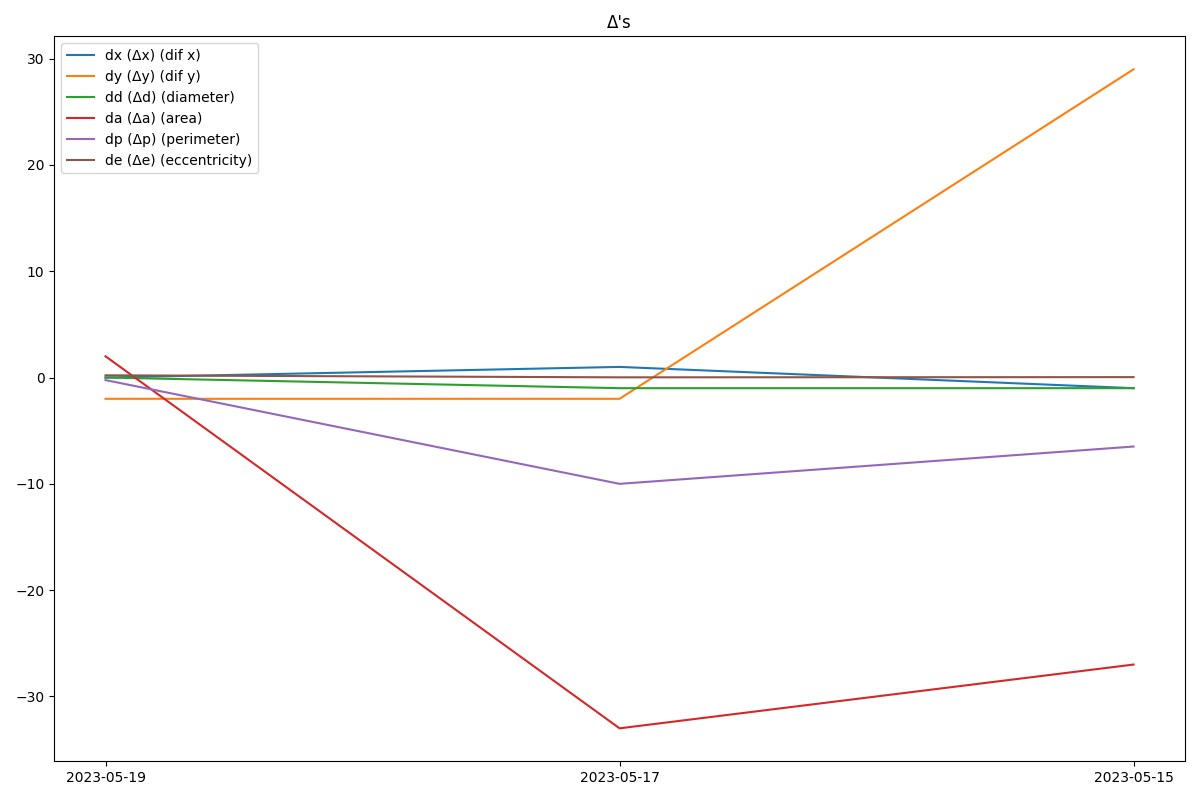 Δ's
dx (Δx) (dif x)
dy (Δy) (dif y)
dd (Δd) (diameter)
da (Δa) (area)
dp (Δp) (perimeter)
de (Δe) (eccentricity)
30
20
10
0
−10
−20
−30
2023-05-19 2023-05-17 2023-05-15